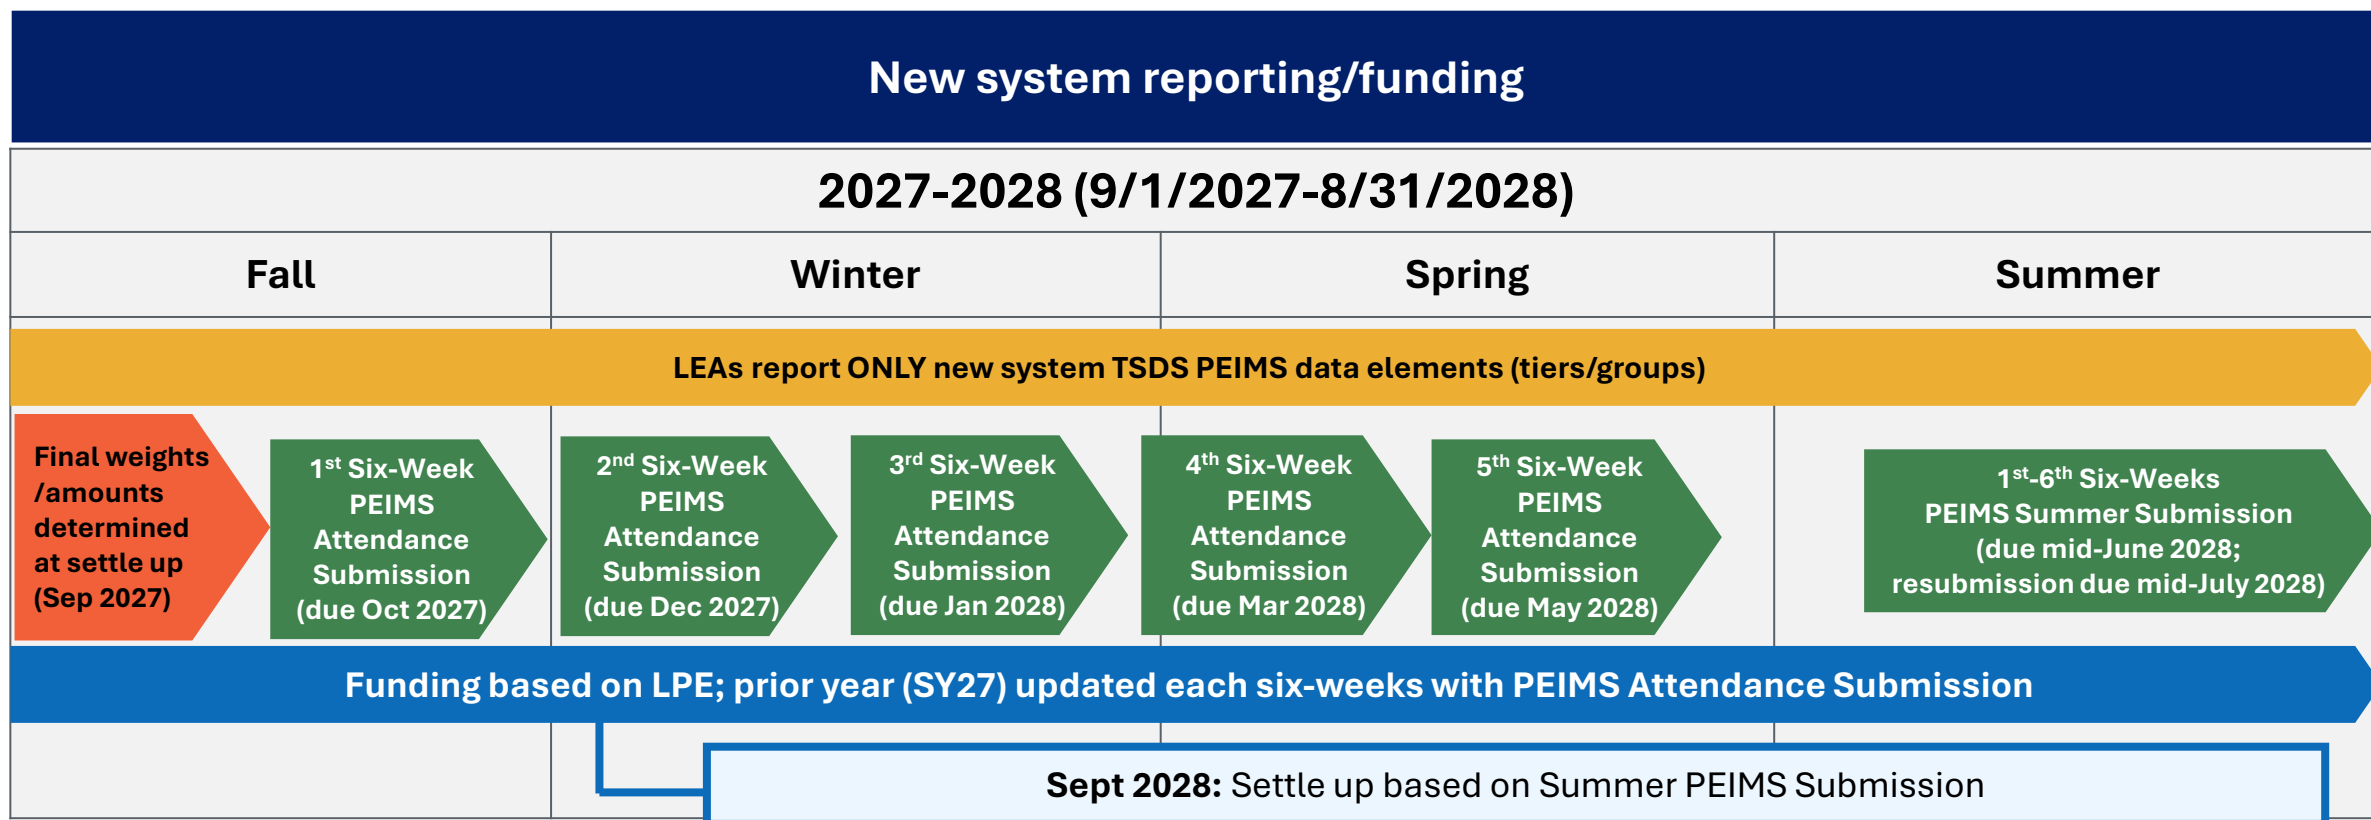 New system reporting/funding
2027-2028 (9/1/2027-8/31/2028)
Fall
Winter
Spring
Summer
LEAs report ONLY new system TSDS PEIMS data elements (tiers/groups)
Final weights
/amounts
determined
at settle up
(Sep 2027)
1st Six-Week
PEIMS
Attendance
Submission
(due Oct 2027)
2nd Six-Week
PEIMS
Attendance
Submission
(due Dec 2027)
3rd Six-Week
PEIMS
Attendance
Submission
(due Jan 2028)
4th Six-Week
PEIMS
Attendance
Submission
(due Mar 2028)
5th Six-Week
PEIMS
Attendance
Submission
(due May 2028)
1st-6th Six-Weeks
PEIMS Summer Submission
(due mid-June 2028;
resubmission due mid-July 2028)
Funding based on LPE; prior year (SY27) updated each six-weeks with PEIMS Attendance Submission
Sept 2028: Settle up based on Summer PEIMS Submission